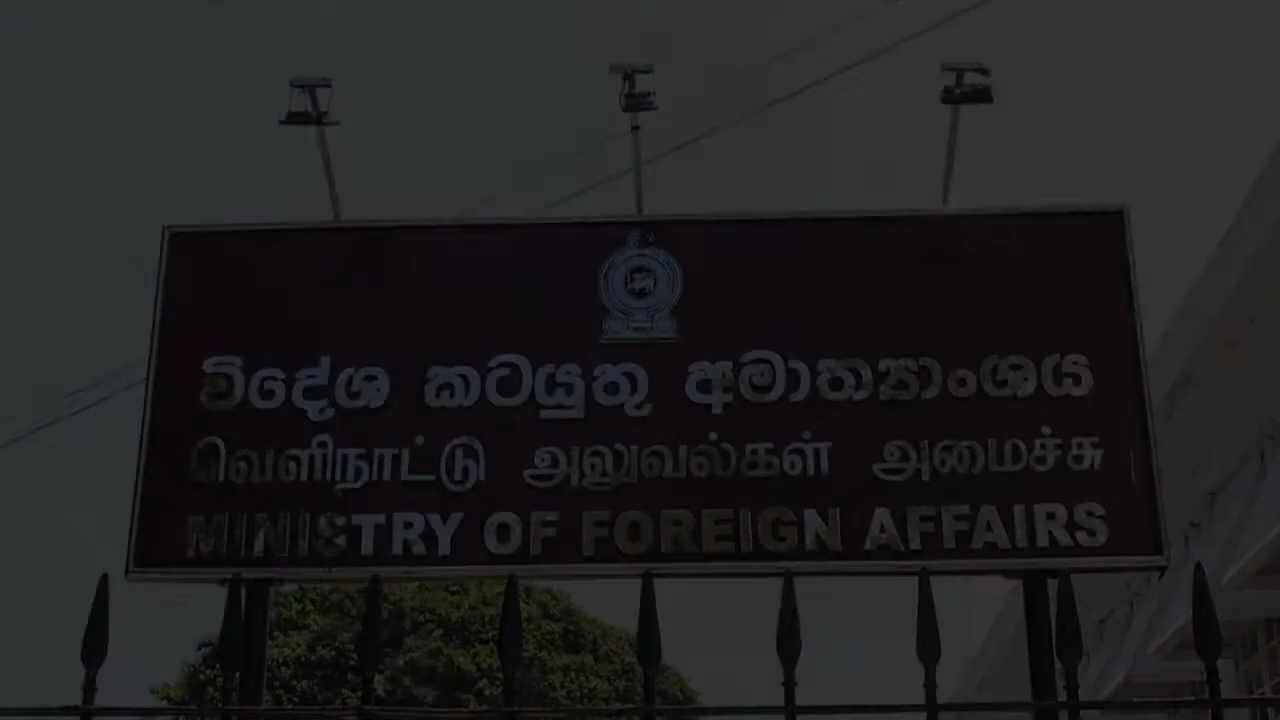 විදේශ කටයුතු අමාත්‍යාංශය
வெளிநாட்டு அலுவல்கள் அமைச்சு
MINISTRY OF FOREIGN AFFAIRS